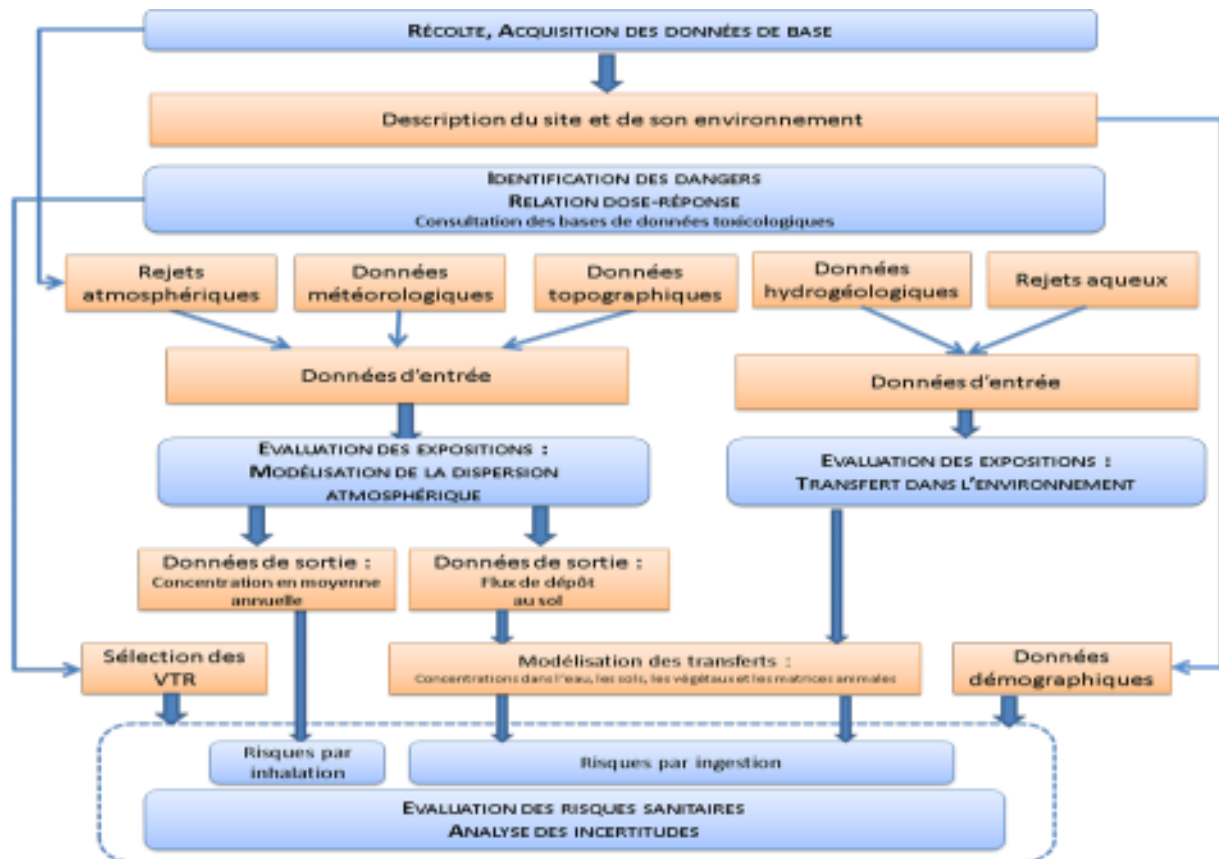 RÉCOLTE, ACQUISITION DES DONNÉES DE BASE
Description du site et de son environnement
IDENTIFICATION DES DANGERS
RELATION DOSE-RÉPONSE
Consultation des bases de données toxicologiques
Rejets
atmosphériques
Données
météorologiques
Données
topographiques
Données
hydrogéologiques
Rejets aqueux
Données d'entrée
Données d'entrée
EVALUATION DES EXPOSITIONS :
MODÉLISATION DE LA DISPERSION
ATMOSPHÉRIQUE
EVALUATION DES EXPOSITIONS :
TRANSFERT DANS L'ENVIRONNEMENT
Données de sortie :
Concentration en moyenne
annuelle
Données de sortie :
Flux de dépôt
au sol
Sélection des
VTR
Modélisation des transferts :
Concentrations dans l'eau, les sols, les végétaux et les matrices animales
Données
démographiques
Risques par
inhalation
Risques par ingestion
EVALUATION DES RISQUES SANITAIRES
ANALYSE DES INCERTITUDES